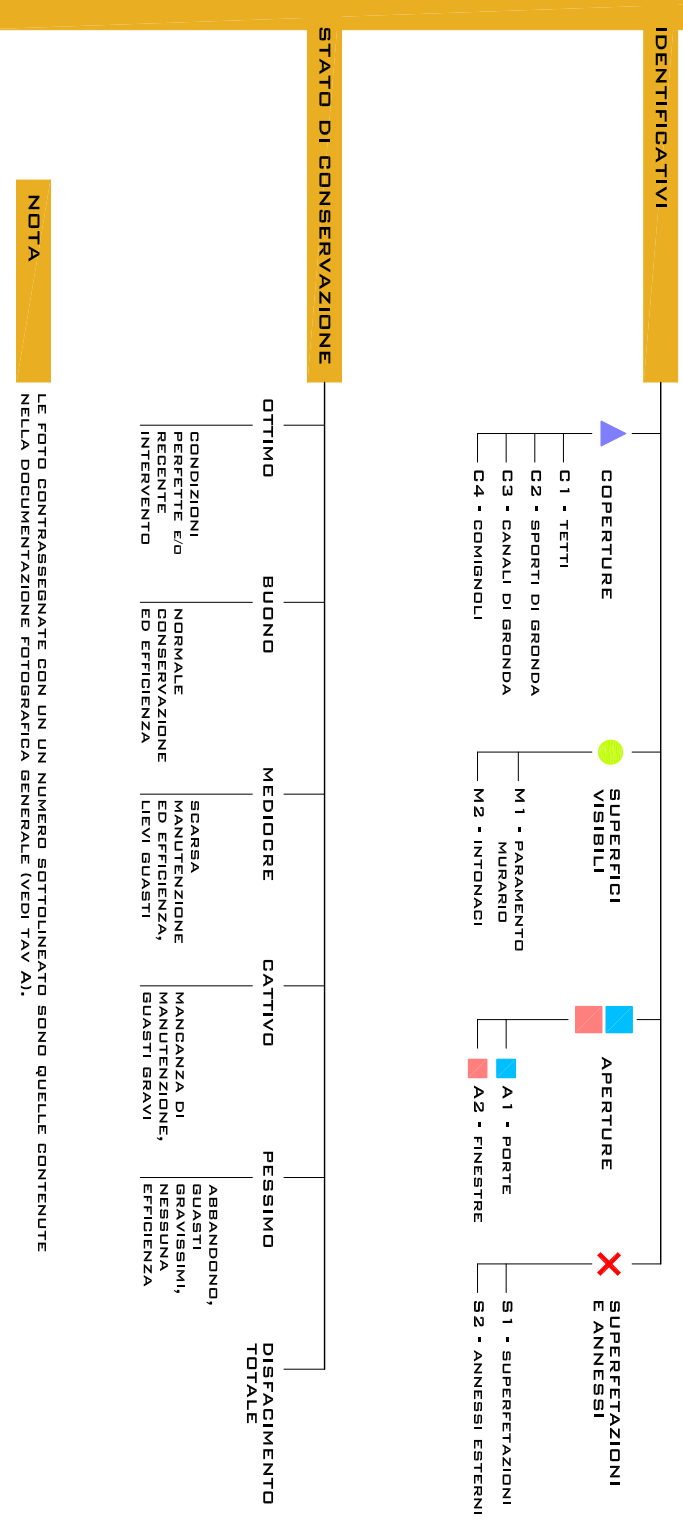 IDENTIFICATIVI
COPERTURE
C1 - TETTI
C2 - SPORTI DI GRONDA
C3 - CANALI DI GRONDA
C4 - COMIGNOLI
SUPERFICI
VISIBILI
M1 - PARAMENTO
MURARIO
M2 - INTONACI
APERTURE
A1 - PORTE
A2 - FINESTRE
SUPERFETAZIONI
E ANNESSI
S1 - SUPERFETAZIONI
S2 - ANNESSI ESTERNI
STATO DI CONSERVAZIONE
OTTIMO
CONDIZIONI
PERFETTE E/O
RECENTE
INTERVENTO
BUONO
NORMALE
CONSERVAZIONE
ED EFFICIENZA
MEDIOCRE
SCARSA
MANUTENZIONE
ED EFFICIENZA,
LIEVI GUASTI
CATTIVO
MANCANZA DI
MANUTENZIONE,
GUASTI GRAVI
PESSIMO
ABBANDONO,
GUASTI
GRAVISSIMI,
NESSUNA
EFFICIENZA
DISFACIMENTO
TOTALE
NOTA
LE FOTO CONTRASSEGNATE CON UN UN NUMERO SOTTOLINEATO SONO QUELLE CONTENUTE
NELLA DOCUMENTAZIONE FOTOGRAFICA GENERALE (VEDI TAV A).